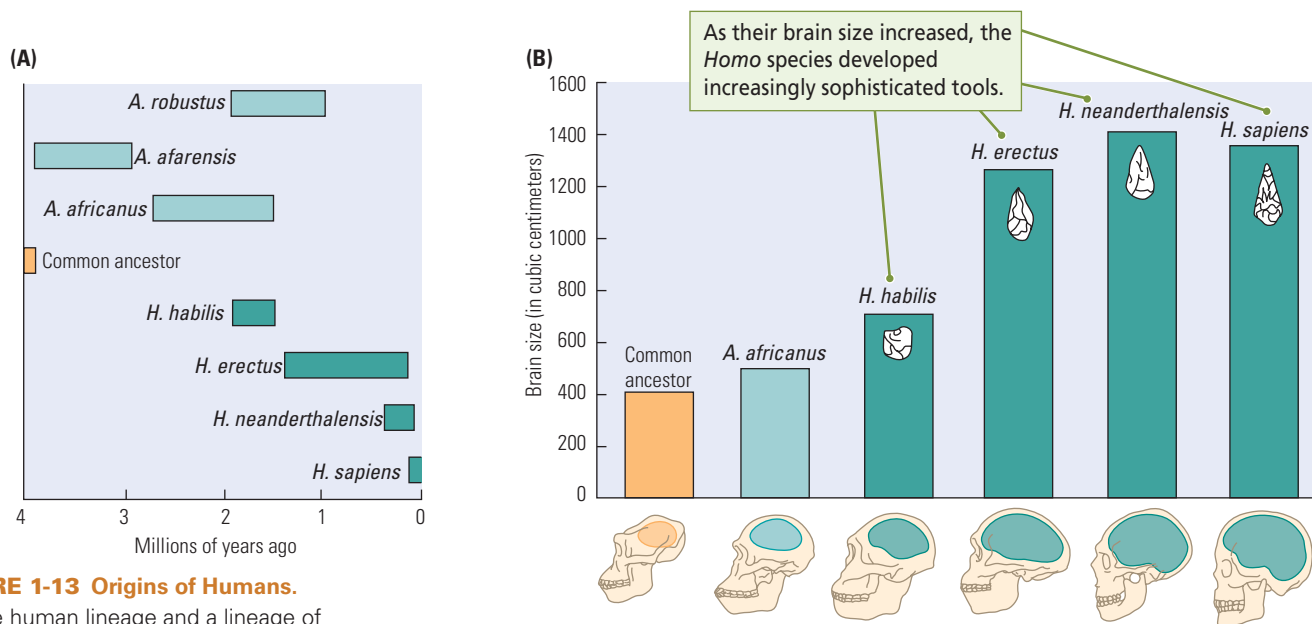 (A)
A. robustus
A. afarensis
A. africanus
Common ancestor
H. habilis
H. erectus
H. neanderthalensis
H. sapiens
4 3 2 1 0
Millions of years ago
RE 1-13 Origins of Humans.
e human lineage and a lineage of
(B)
As their brain size increased, the
Homo species developed
increasingly sophisticated tools.
Brain size (in cubic centimeters)
1600
1400
1200
1000
800
600
400
200
0
Common
ancestor
A. africanus
H. habilis
H. erectus
H. neanderthalensis
H. sapiens